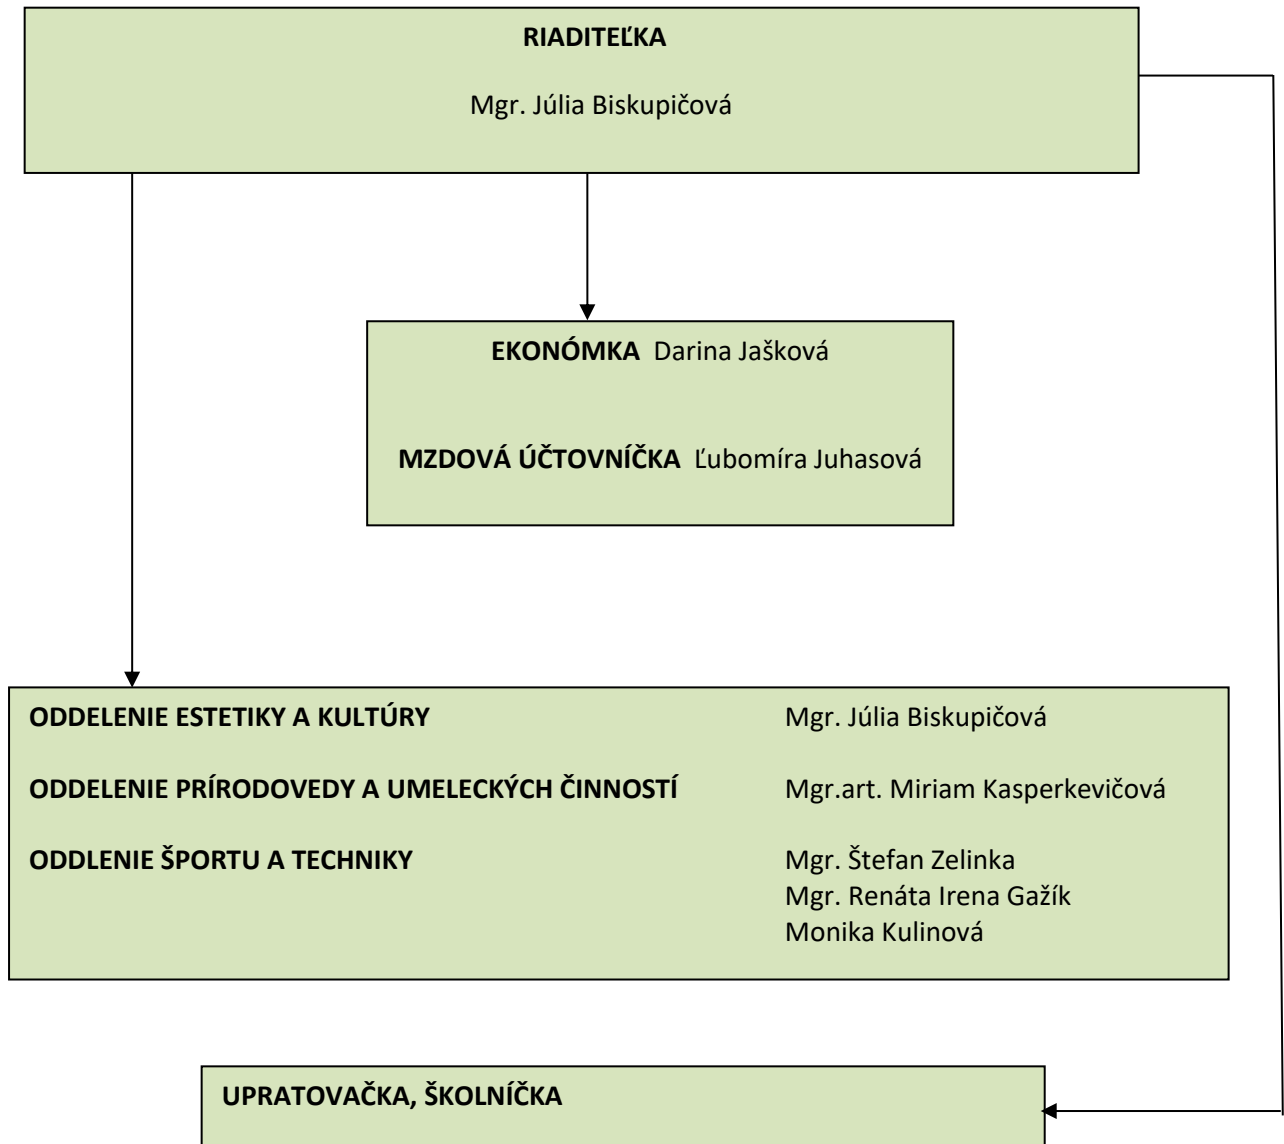 RIADITEĽKA
Mgr. Júlia Biskupičová
EKONÓMKA Darina Jašková
MZDOVÁ ÚČTOVNÍČKA Ľubomíra Juhasová
ODDELENIE ESTETIKY A KULTÚRY Mgr. Júlia Biskupičová
ODDELENIE PRÍRODOVEDY A UMELECKÝCH ČINNOSTÍ Mgr.art. Miriam Kasperkevičová
ODDLENIE ŠPORTU A TECHNIKY Mgr. Štefan Zelinka
Mgr. Renáta Irena Gažík
Monika Kulinová
UPRATOVAČKA, ŠKOLNÍČKA